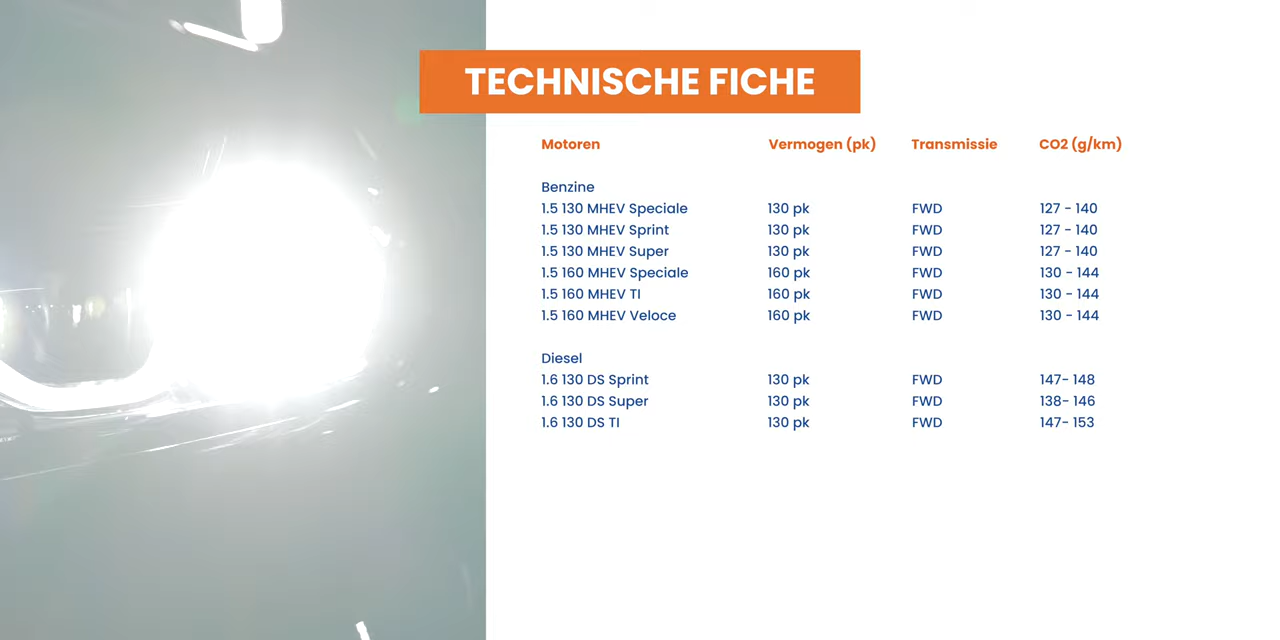 TECHNISCHE FICHE
Motoren Vermogen (pk) Transmissie CO2 (g/km)
Benzine
1.5 130 MHEV Speciale 130 pk FWD 127 - 140
1.5 130 MHEV Sprint 130 pk FWD 127 - 140
1.5 130 MHEV Super 130 pk FWD 127 - 140
1.5 160 MHEV Speciale 160 pk FWD 130 - 144
1.5 160 MHEV TI 160 pk FWD 130 - 144
1.5 160 MHEV Veloce 160 pk FWD 130 - 144
Diesel
1.6 130 DS Sprint 130 pk FWD 147- 148
1.6 130 DS Super 130 pk FWD 138- 146
1.6 130 DS TI 130 pk FWD 147- 153